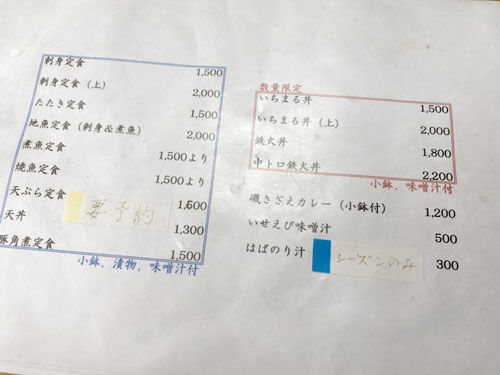 刺身定食 1,500
刺身定食（上） 2,000
たたき定食 1,500
地魚定食（刺身&煮魚） 2,000
煮魚定食 1,500より
焼魚定食 1,500より
天ぷら定食 1,600
要予約
天丼 1,300
豚角煮定食 1,500
小鉢，漬物，味噌汁付
数量限定
いちまる丼 1,500
いちまる丼（上） 2,000
鉄火丼 1,800
中トロ鉄火丼 2,200
小鉢，味噌汁付
磯さざえカレー（小鉢付） 1,200
いせえび味噌汁 500
はばのり汁 300
シーズンのみ